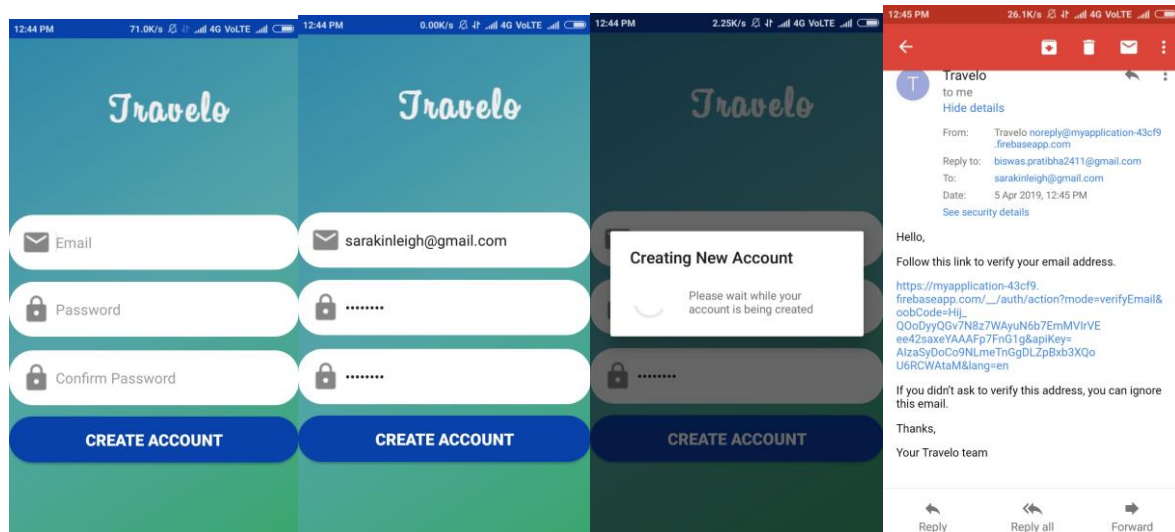 12:44 PM 71.0K/s 4G VoLTE
Travelo
Email
Password
Confirm Password
CREATE ACCOUNT
12:44 PM 0.00K/s 4G VoLTE
Travelo
sarakinleigh@gmail.com
••••••••
••••••••
CREATE ACCOUNT
12:44 PM 2.25K/s 4G VoLTE
Travelo
Creating New Account
Please wait while your
account is being created
••••••••
CREATE ACCOUNT
12:45 PM 26.1K/s 4G VoLTE
T
Travelo
to me
Hide details
From: Travelo noreply@myapplication-43cf9
.firebaseapp.com
Reply to: biswas.pratibha2411@gmail.com
To: sarakinleigh@gmail.com
Date: 5 Apr 2019, 12:45 PM
See security details
Hello,
Follow this link to verify your email address.
https://myapplication-43cf9.
firebaseapp.com/__/auth/action?mode=verifyEmail&
oobCode=Hij_
QOoDyyQGv7N8z7WAyuN6b7EmMVIrVE
ee42saxeYAAAFp7FnG1g&apiKey=
AIzaSyDoCo9NLmeTnGgDLZpBxb3XQo
U6RCWAtaM&lang=en
If you didn't ask to verify this address, you can ignore
this email.
Thanks,
Your Travelo team
Reply
Reply all
Forward